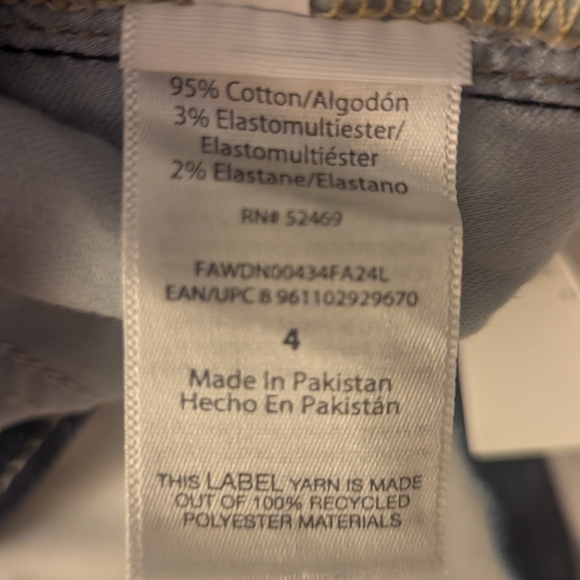 95% Cotton/Algodón
3% Elastomultiester/
Elastomultiéster
2% Elastane/Elastano
RN# 52469
FAWDN00434FA24L
EAN/UPC 8 961102929670
4
Made In Pakistan
Hecho En Pakistán
THIS LABEL YARN IS MADE
OUT OF 100% RECYCLED
POLYESTER MATERIALS